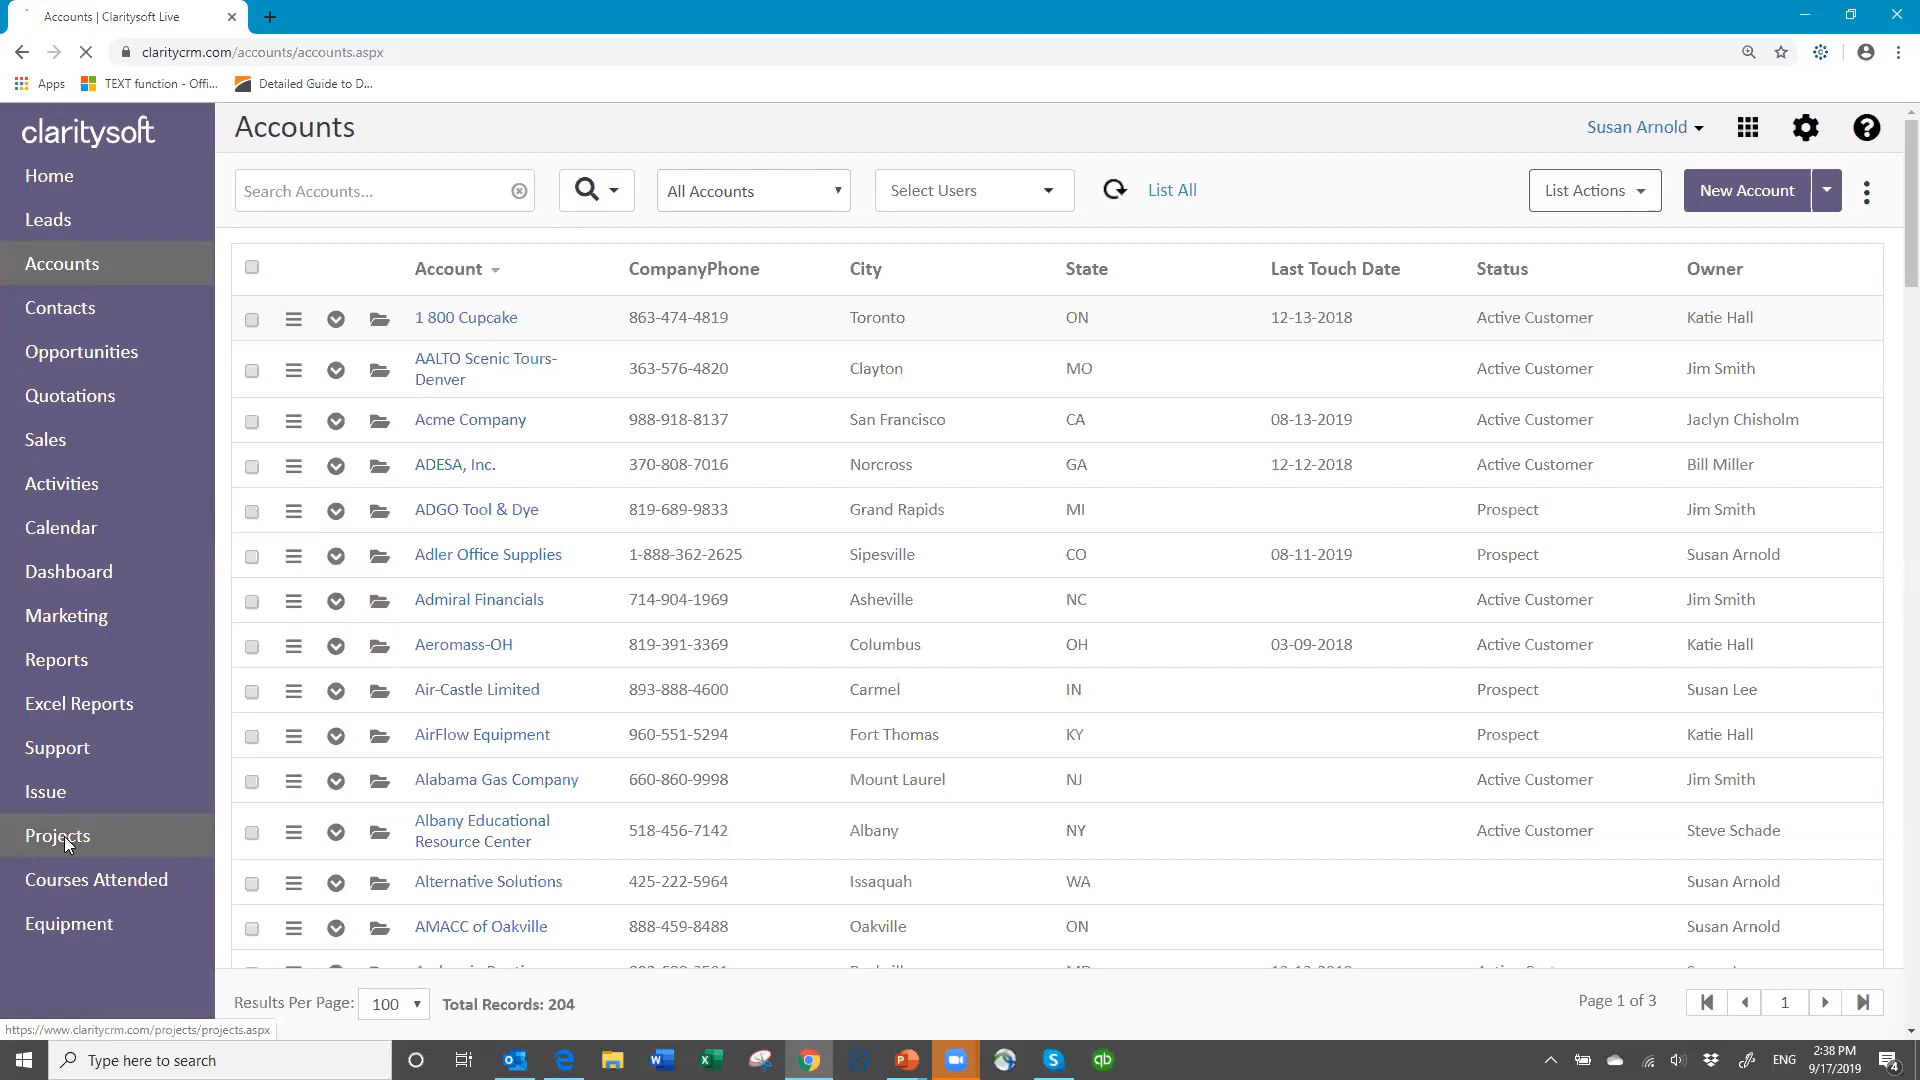 Accounts | Claritysoft Live
claritycrm.com/accounts/accounts.aspx
Apps TEXT function - Offi... Detailed Guide to D...
claritysoft
Home
Leads
Accounts
Contacts
Opportunities
Quotations
Sales
Activities
Calendar
Dashboard
Marketing
Reports
Excel Reports
Support
Issue
Projects
Courses Attended
Equipment
https://www.claritycrm.com/projects/projects.aspx
Accounts
Susan Arnold
Search Accounts... All Accounts Select Users List All List Actions New Account
Account CompanyPhone City State Last Touch Date Status Owner
1 800 Cupcake 863-474-4819 Toronto ON 12-13-2018 Active Customer Katie Hall
AALTO Scenic Tours-
Denver 363-576-4820 Clayton MO Active Customer Jim Smith
Acme Company 988-918-8137 San Francisco CA 08-13-2019 Active Customer Jaclyn Chisholm
ADESA, Inc. 370-808-7016 Norcross GA 12-12-2018 Active Customer Bill Miller
ADGO Tool & Dye 819-689-9833 Grand Rapids MI Prospect Jim Smith
Adler Office Supplies 1-888-362-2625 Sipesville CO 08-11-2019 Prospect Susan Arnold
Admiral Financials 714-904-1969 Asheville NC Active Customer Jim Smith
Aeromass-OH 819-391-3369 Columbus OH 03-09-2018 Active Customer Katie Hall
Air-Castle Limited 893-888-4600 Carmel IN Prospect Susan Lee
AirFlow Equipment 960-551-5294 Fort Thomas KY Prospect Katie Hall
Alabama Gas Company 660-860-9998 Mount Laurel NJ Active Customer Jim Smith
Albany Educational
Resource Center 518-456-7142 Albany NY Active Customer Steve Schade
Alternative Solutions 425-222-5964 Issaquah WA Susan Arnold
AMACC of Oakville 888-459-8488 Oakville ON Susan Arnold
Results Per Page: 100 Total Records: 204 Page 1 of 3 1
Type here to search
ENG
2:38 PM
9/17/2019
4